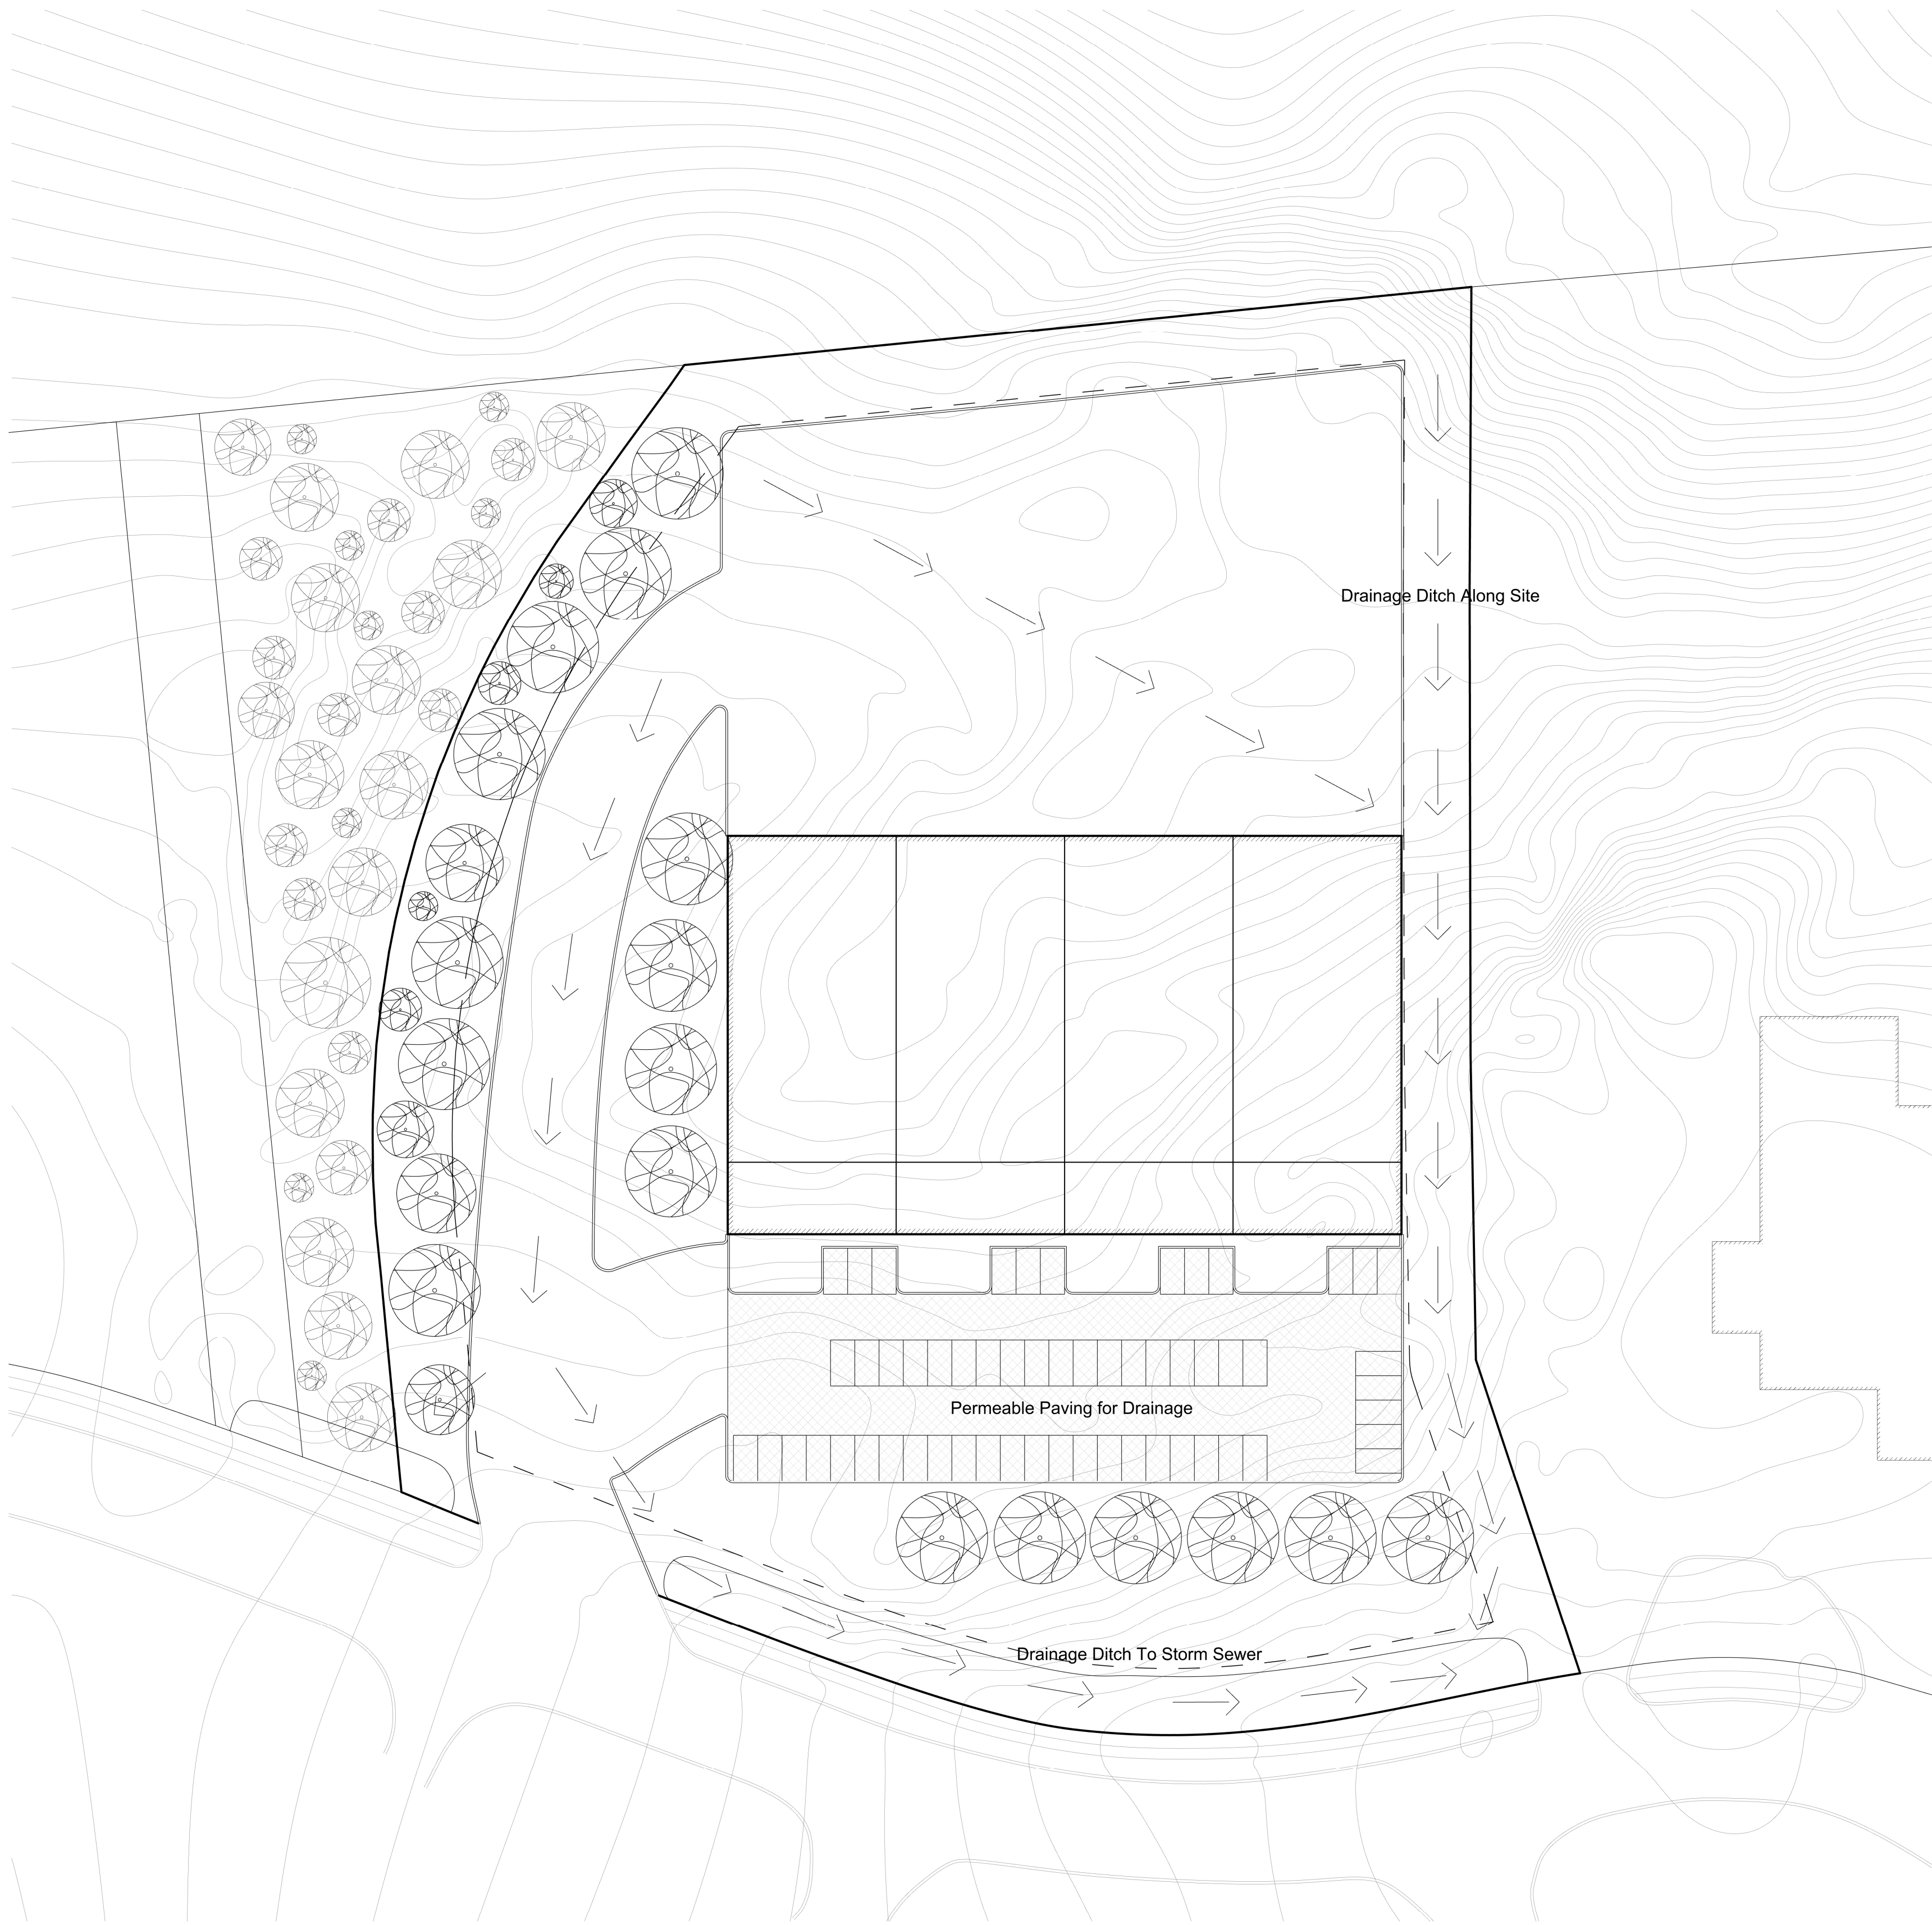 Drainage Ditch Along Site
Permeable Paving for Drainage
Drainage Ditch To Storm Sewer